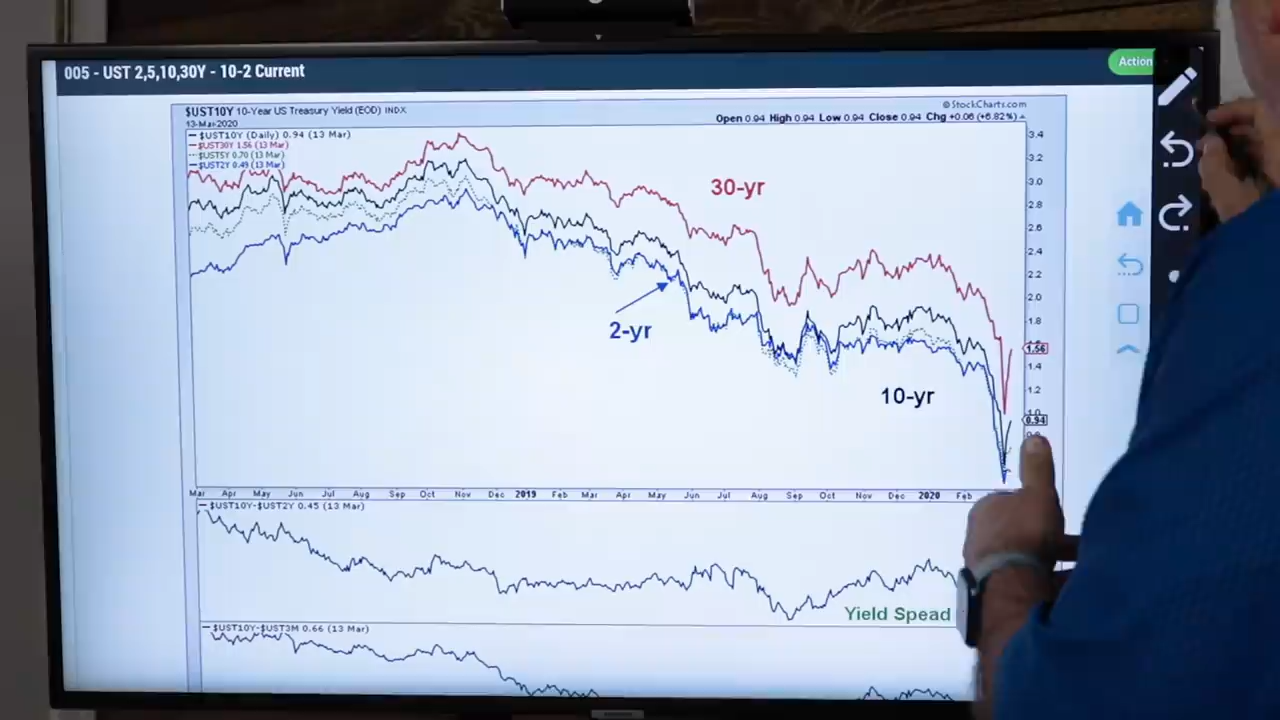 005 - UST 2,5,10,30Y - 10-2 Current
Action
$UST10Y 10-Year US Treasury Yield (EOD) INDX
© StockCharts.com
13-Mar-2020
Open 0.94 High 0.94 Low 0.94 Close 0.94 Chg +0.06 (+6.82%)
$UST10Y (Daily) 0.94 (13 Mar)
$UST30Y 1.56 (13 Mar)
$UST5Y 0.70 (13 Mar)
$UST2Y 0.49 (13 Mar)
3.4
3.2
3.0
2.8
2.6
2.4
2.2
2.0
1.8
1.56
1.4
1.2
1.0
0.94
30-yr
2-yr
10-yr
Mar Apr May Jun Jul Aug Sep Oct Nov Dec 2019 Feb Mar Apr May Jun Jul Aug Sep Oct Nov Dec 2020 Feb
$UST10Y-$UST2Y 0.45 (13 Mar)
Yield Spead
$UST10Y-$UST3M 0.66 (13 Mar)